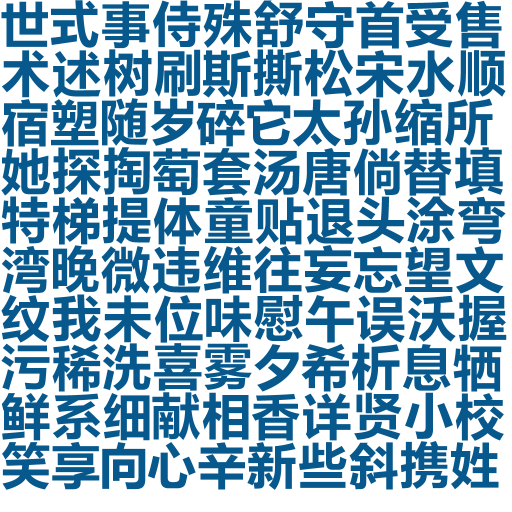 世式事侍殊舒守首受售
术述树刷斯撕松宋水顺
宿塑随岁碎它太孙缩所
她探掏萄套汤唐倘替填
特梯提体童贴退头涂弯
湾晚微违维往妄忘望文
纹我未位味慰午误沃握
污稀洗喜雾夕希析息牺
鲜系细献相香详贤小校
笑享向心辛新些斜携姓